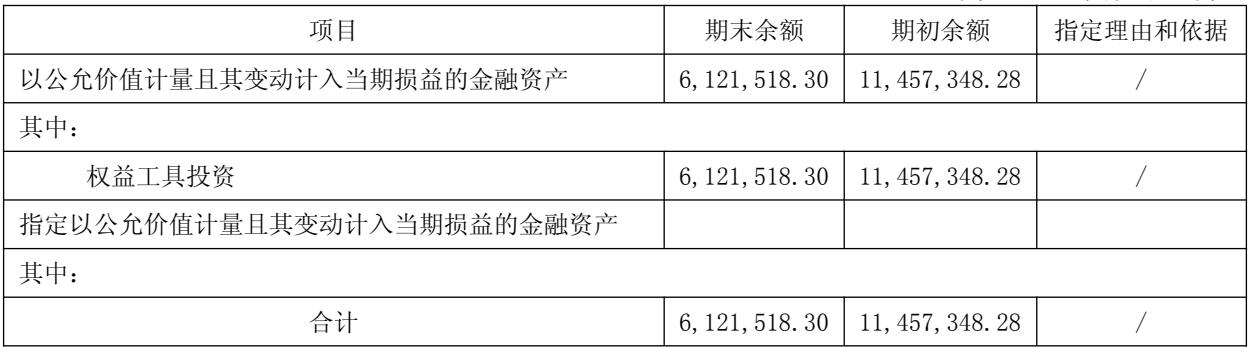 项目 期末余额 期初余额 指定理由和依据
以公允价值计量且其变动计入当期损益的金融资产 6,121,518.30 11,457,348.28 /
其中：
权益工具投资 6,121,518.30 11,457,348.28 /
指定以公允价值计量且其变动计入当期损益的金融资产
其中：
合计 6,121,518.30 11,457,348.28 /